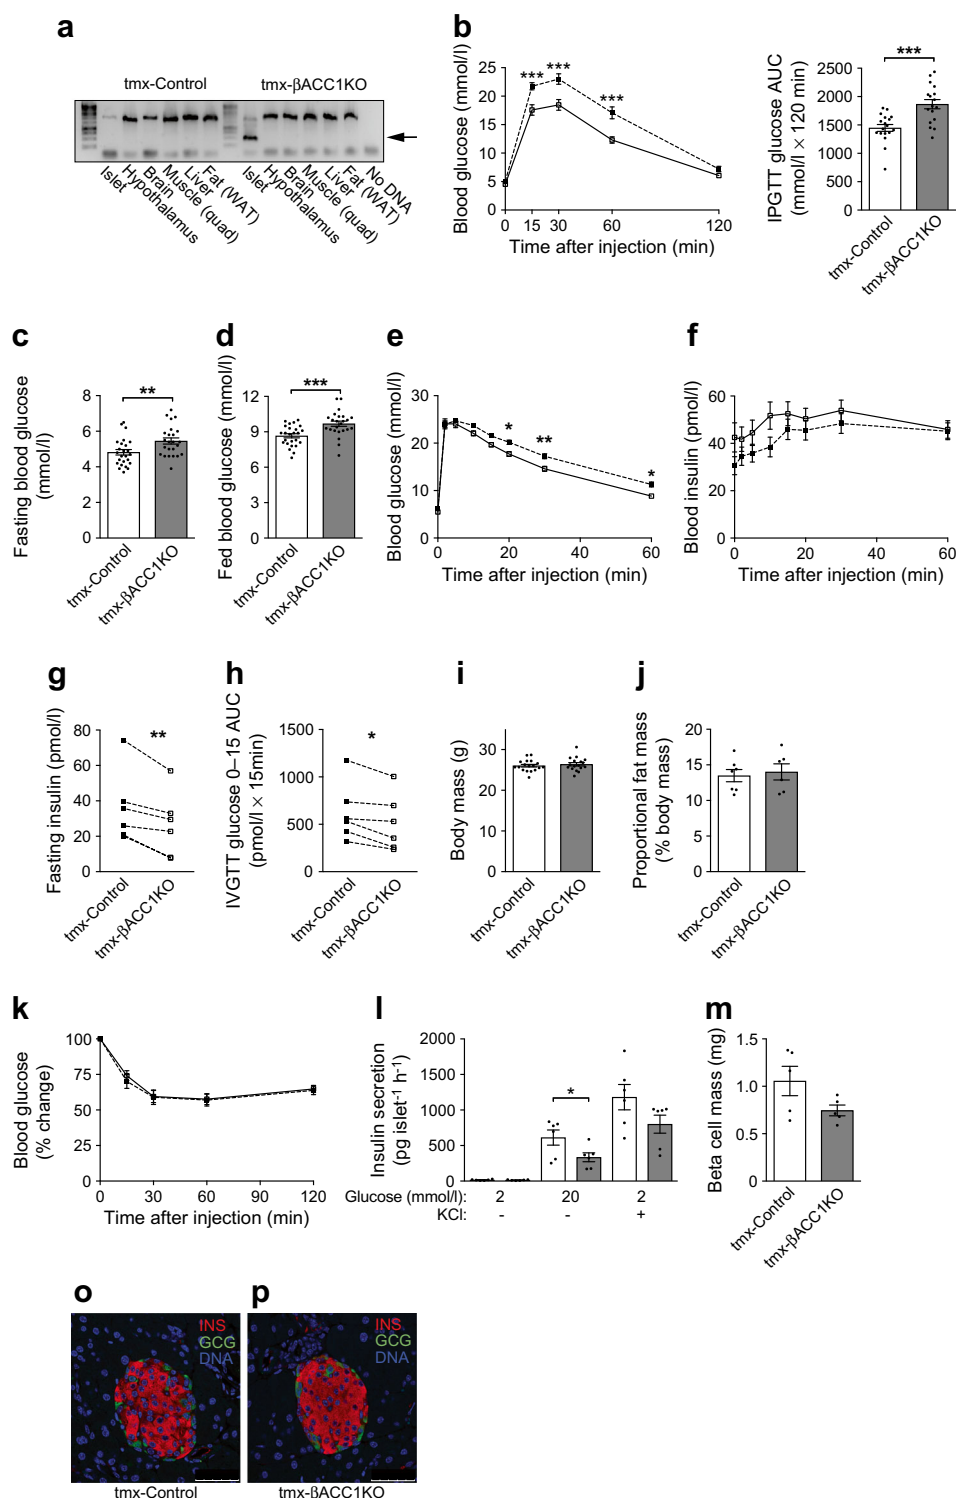 a
tmx-Control
tmx-βACC1KO
Islet
Hypothalamus
Brain
Muscle (quad)
Liver
Fat (WAT)
Islet
Hypothalamus
Brain
Muscle (quad)
Liver
Fat (WAT)
No DNA
b
Blood glucose (mmol/l)
25
20
15
10
5
0
***
***
***
0
15
30
60
120
Time after injection (min)
IPGTT glucose AUC
(mmol/l × 120 min)
2500
2000
1500
1000
500
0
***
tmx-Control
tmx-βACC1KO
c
Fasting blood glucose
(mmol/l)
8
6
4
2
0
**
tmx-Control
tmx-βACC1KO
d
Fed blood glucose (mmol/l)
12
9
6
3
0
***
tmx-Control
tmx-βACC1KO
e
Blood glucose (mmol/l)
30
20
10
0
*
**
*
0
20
40
60
Time after injection (min)
f
Blood insulin (pmol/l)
60
40
20
0
0
20
40
60
Time after injection (min)
g
Fasting insulin (pmol/l)
80
60
40
20
0
**
tmx-Control
tmx-βACC1KO
h
IVGTT glucose 0–15 AUC
(pmol/l × 15min)
1500
1000
500
0
*
tmx-Control
tmx-βACC1KO
i
Body mass (g)
30
20
10
0
tmx-Control
tmx-βACC1KO
j
Proportional fat mass
(% body mass)
20
15
10
5
0
tmx-Control
tmx-βACC1KO
k
Blood glucose
(% change)
100
75
50
25
0
0
30
60
90
120
Time after injection (min)
l
Insulin secretion
(pg islet⁻¹ h⁻¹)
2000
1500
1000
500
0
*
Glucose (mmol/l): 2 20 2
KCl: - - +
m
Beta cell mass (mg)
1.5
1.0
0.5
0
tmx-Control
tmx-βACC1KO
o
INS
GCG
DNA
tmx-Control
p
INS
GCG
DNA
tmx-βACC1KO